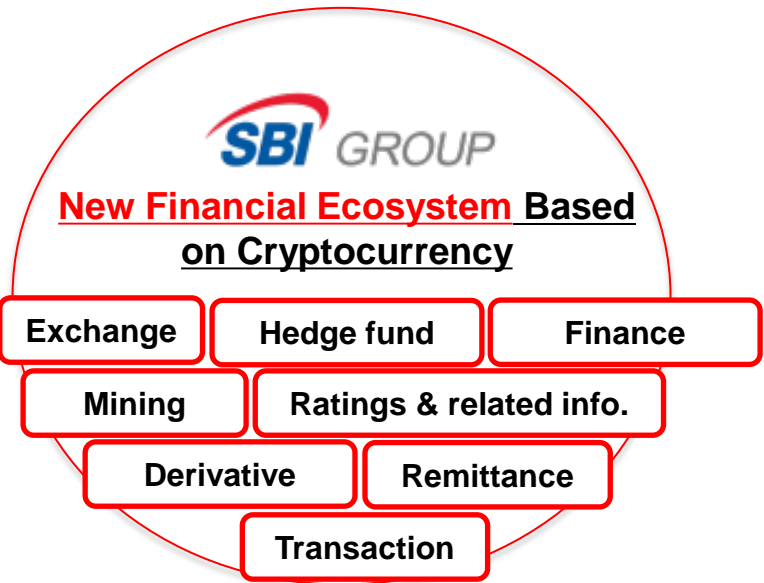 SBI GROUP
New Financial Ecosystem Based
on Cryptocurrency
Exchange
Hedge fund
Finance
Mining
Ratings & related info.
Derivative
Remittance
Transaction